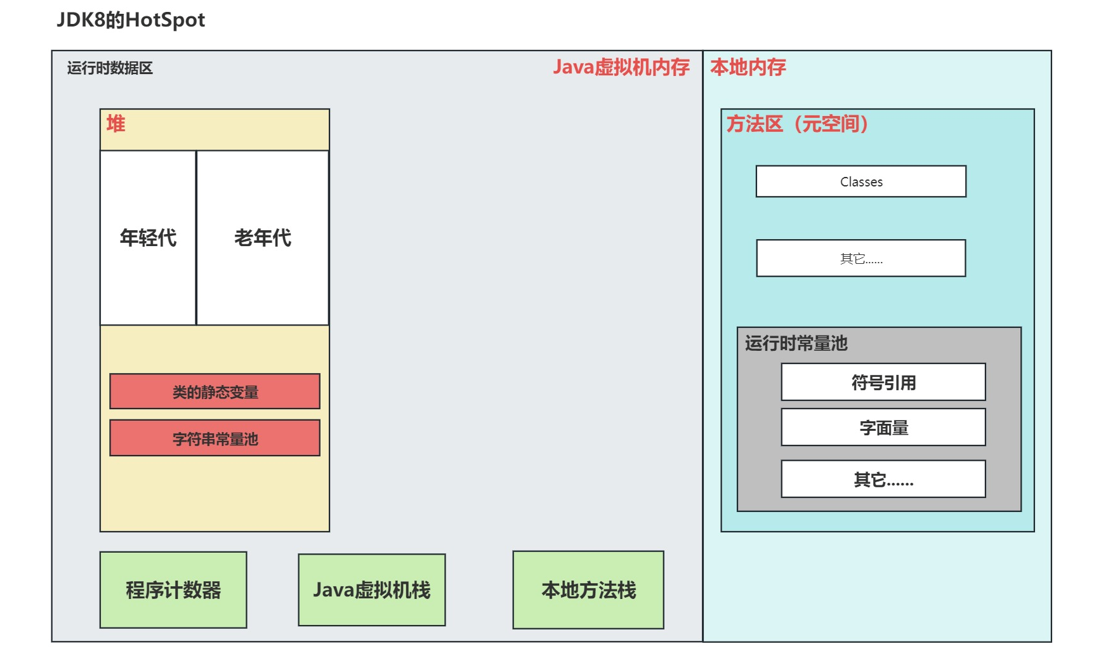 JDK8的HotSpot
运行时数据区
Java虚拟机内存
本地内存
堆
方法区（元空间）
Classes
年轻代
老年代
其它......
运行时常量池
符号引用
类的静态变量
字面量
字符串常量池
其它......
程序计数器
Java虚拟机栈
本地方法栈